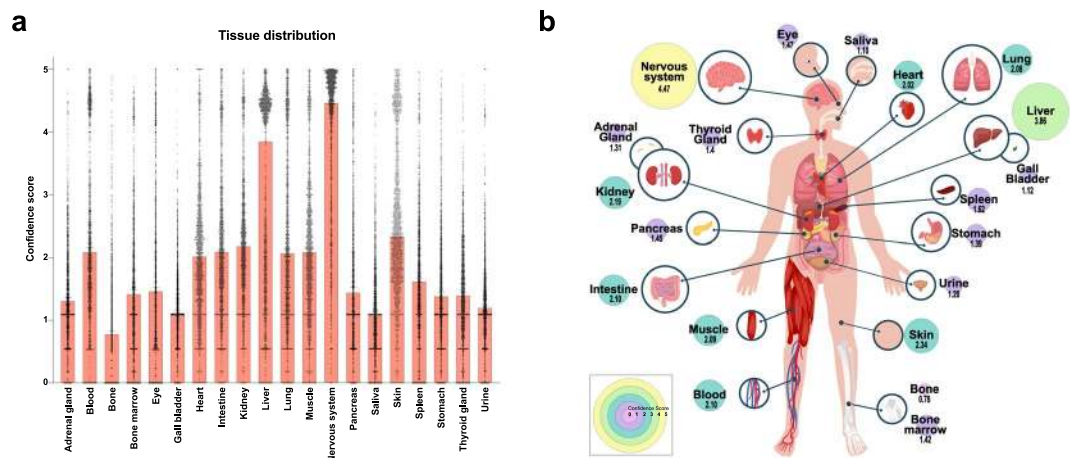 a
Tissue distribution
Confidence score
5
4
3
2
1
0
Adrenal gland
Blood
Bone
Bone marrow
Eye
Gall bladder
Heart
Intestine
Kidney
Liver
Lung
Muscle
Nervous system
Pancreas
Saliva
Skin
Spleen
Stomach
Thyroid gland
Urine
b
Eye
1.47
Saliva
1.10
Nervous
system
4.47
Heart
2.02
Lung
2.08
Liver
3.86
Adrenal
Gland
1.31
Thyroid
Gland
1.4
Gall
Bladder
1.12
Kidney
2.19
Spleen
1.62
Pancreas
1.45
Stomach
1.39
Intestine
2.10
Urine
Muscle
2.09
Skin
2.34
Blood
2.10
Bone
0.78
Bone
marrow
1.42
Confidence Score
0 1 2 3 4 5